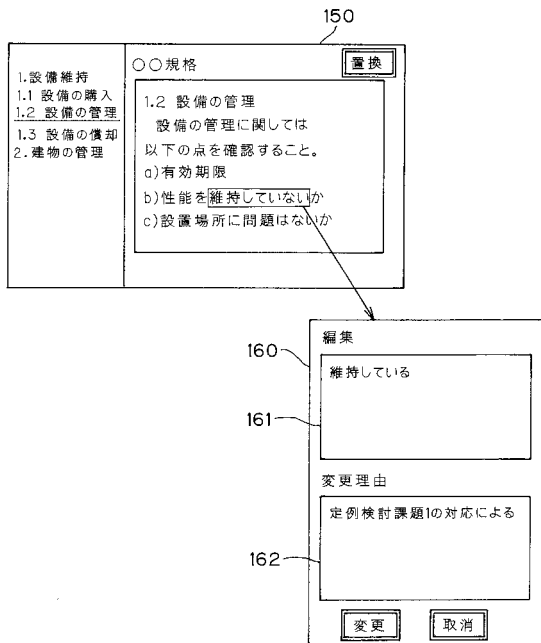 150
○○規格
置換
1.設備維持
1.1 設備の購入
1.2 設備の管理
1.3 設備の償却
2.建物の管理
1.2 設備の管理
設備の管理に関しては
以下の点を確認すること。
a)有効期限
b)性能を維持していないか
c)設置場所に問題はないか
160
編集
161
維持している
変更理由
162
定例検討課題1の対応による
変更
取消